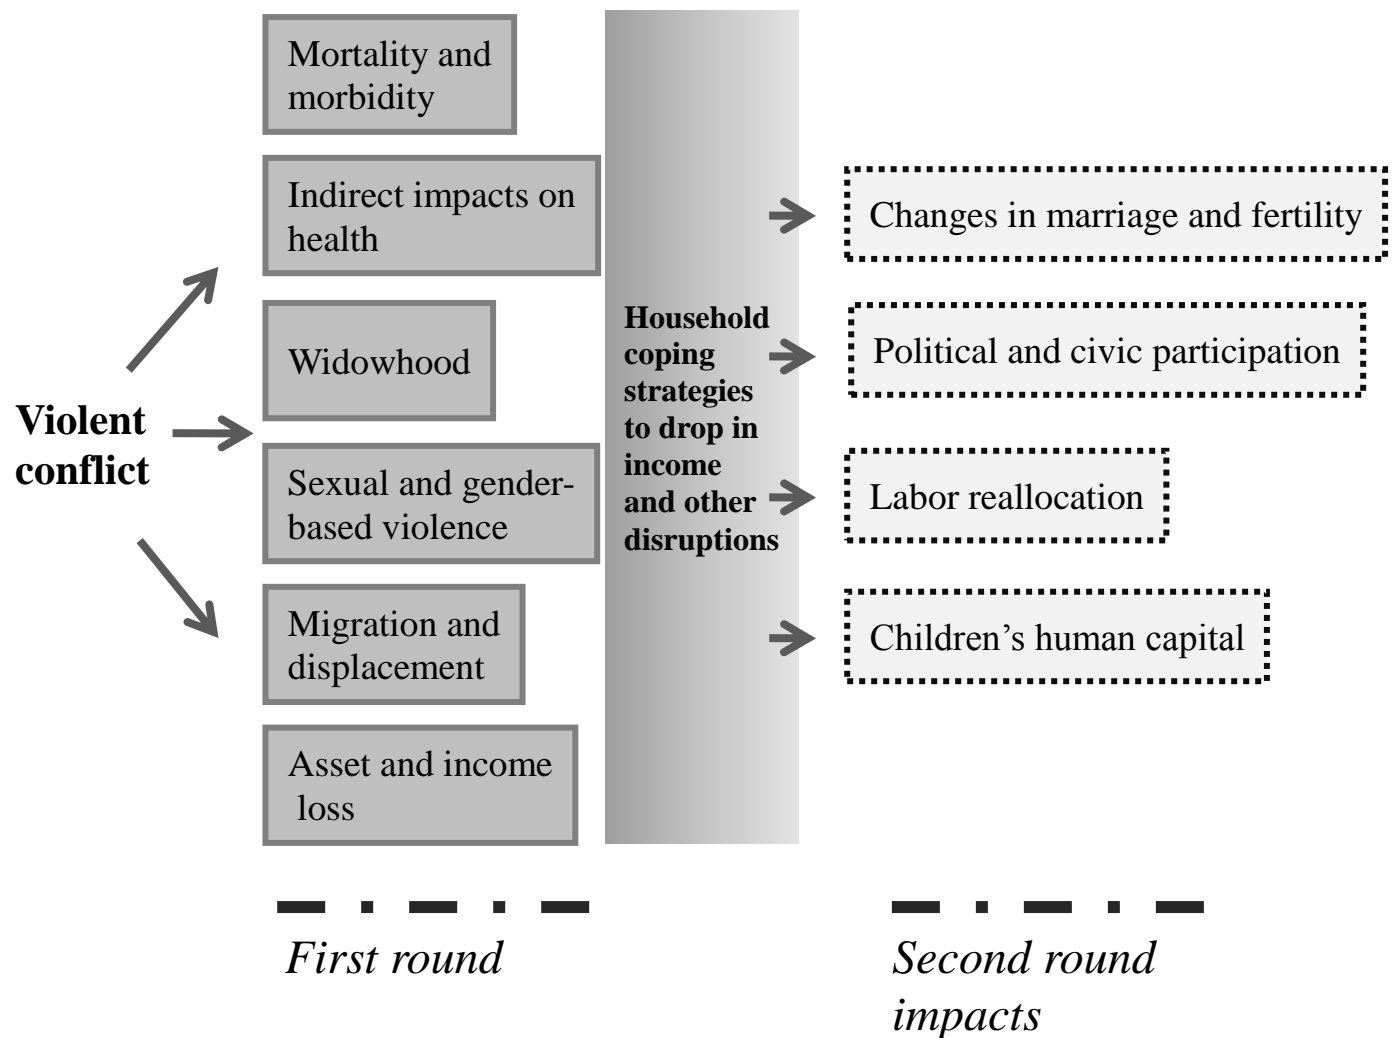 Violent
conflict
Mortality and
morbidity
Indirect impacts on
health
Widowhood
Sexual and gender-
based violence
Migration and
displacement
Asset and income
loss
Household
coping
strategies
to drop in
income
and other
disruptions
Changes in marriage and fertility
Political and civic participation
Labor reallocation
Children’s human capital
First round
Second round
impacts